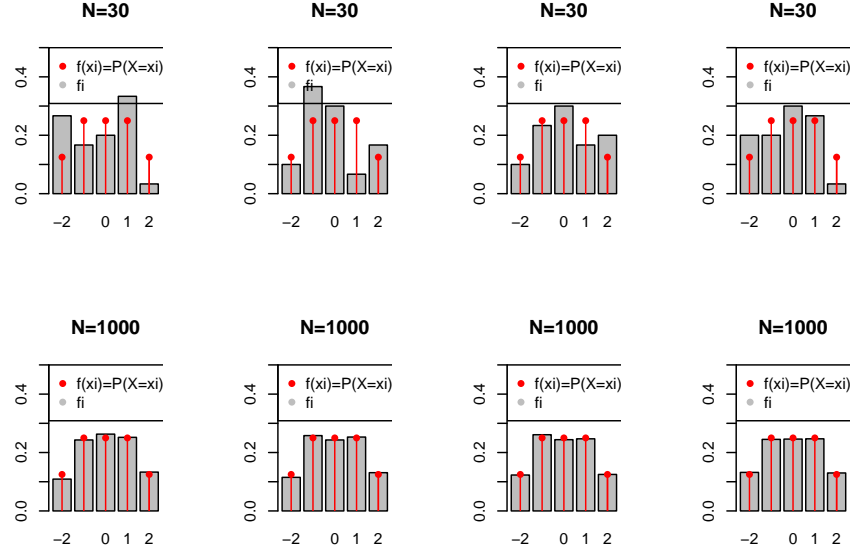 N=30
0.4
0.2
0.0
f(xi)=P(X=xi)
fi
−2 0 1 2
N=30
0.4
0.2
0.0
f(xi)=P(X=xi)
fi
−2 0 1 2
N=30
0.4
0.2
0.0
f(xi)=P(X=xi)
fi
−2 0 1 2
N=30
0.4
0.2
0.0
f(xi)=P(X=xi)
fi
−2 0 1 2
N=1000
0.4
0.2
0.0
f(xi)=P(X=xi)
fi
−2 0 1 2
N=1000
0.4
0.2
0.0
f(xi)=P(X=xi)
fi
−2 0 1 2
N=1000
0.4
0.2
0.0
f(xi)=P(X=xi)
fi
−2 0 1 2
N=1000
0.4
0.2
0.0
f(xi)=P(X=xi)
fi
−2 0 1 2